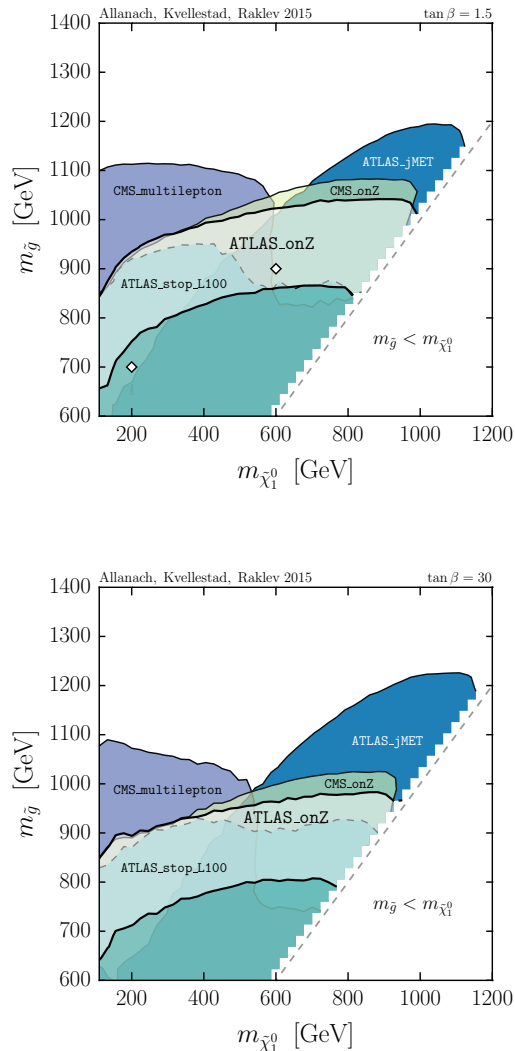 Allanach, Kvellestad, Raklev 2015 tan β = 1.5
1400
1300
1200
1100
1000
900
800
700
600
m_g̃ [GeV]
ATLAS_jMET
CMS_multilepton
CMS_onZ
ATLAS_onZ
ATLAS_stop_L100
m_g̃ < m_χ̃₁⁰
200 400 600 800 1000 1200
m_χ̃₁⁰ [GeV]
Allanach, Kvellestad, Raklev 2015 tan β = 30
1400
1300
1200
1100
1000
900
800
700
600
m_g̃ [GeV]
ATLAS_jMET
CMS_multilepton
CMS_onZ
ATLAS_onZ
ATLAS_stop_L100
m_g̃ < m_χ̃₁⁰
200 400 600 800 1000 1200
m_χ̃₁⁰ [GeV]